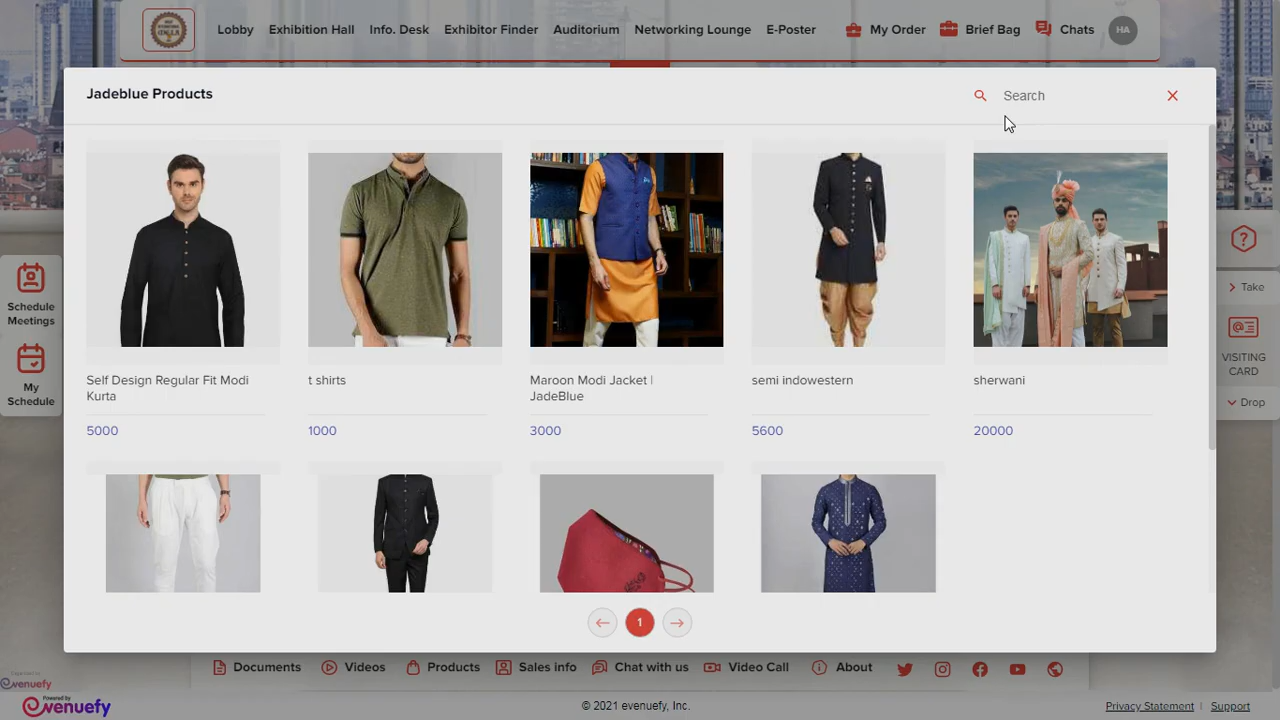 Lobby
Exhibition Hall
Info. Desk
Exhibitor Finder
Auditorium
Networking Lounge
E-Poster
My Order
Brief Bag
Chats
HA
Jadeblue Products
Search
Schedule
Meetings
My
Schedule
Take
VISITING
CARD
Drop
Self Design Regular Fit Modi
Kurta
5000
t shirts
1000
Maroon Modi Jacket |
JadeBlue
3000
semi indowestern
5600
sherwani
20000
1
Documents
Videos
Products
Sales info
Chat with us
Video Call
About
evenuefy
Powered by
evenuefy
© 2021 evenuefy, Inc.
Privacy Statement |
Support